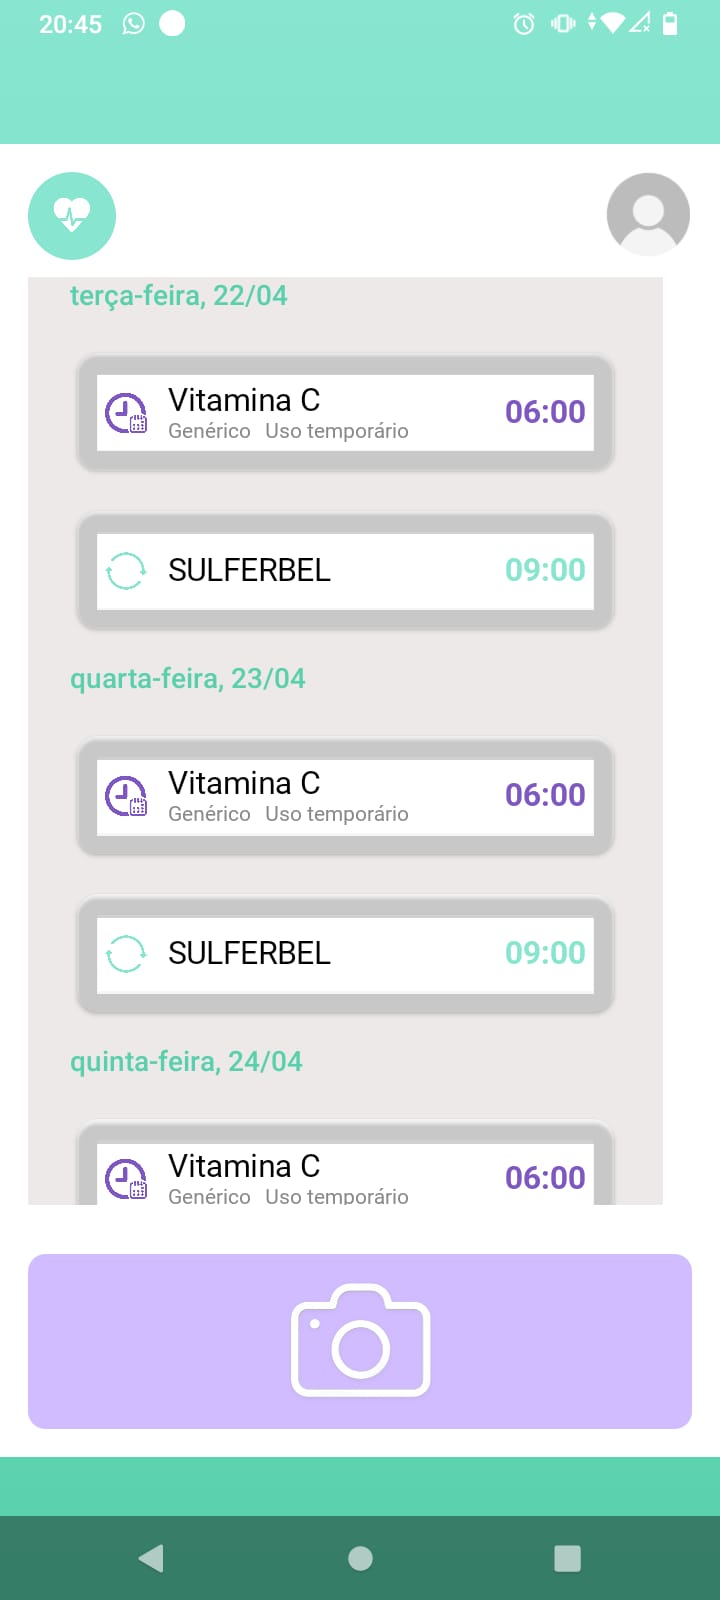 20:45
terça-feira, 22/04
Vitamina C
Genérico Uso temporário
06:00
SULFERBEL
09:00
quarta-feira, 23/04
Vitamina C
Genérico Uso temporário
06:00
SULFERBEL
09:00
quinta-feira, 24/04
Vitamina C
Genérico Uso temporário
06:00